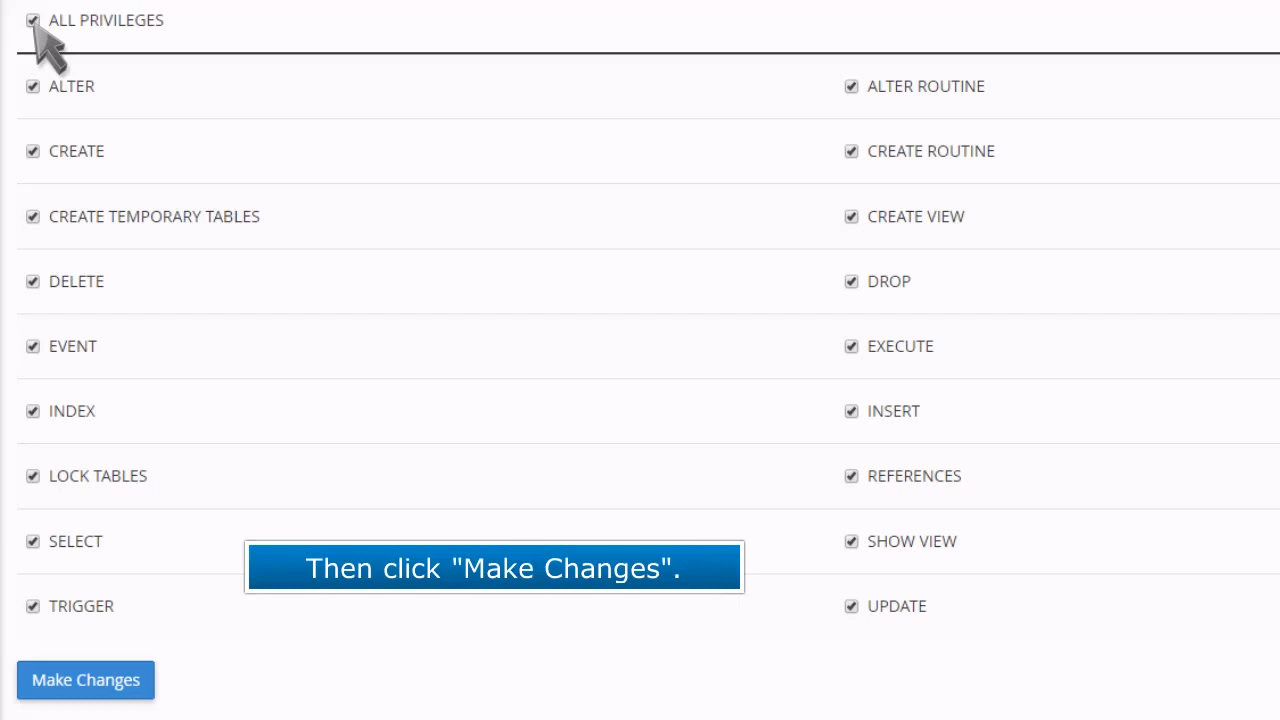 ALL PRIVILEGES
ALTER
ALTER ROUTINE
CREATE
CREATE ROUTINE
CREATE TEMPORARY TABLES
CREATE VIEW
DELETE
DROP
EVENT
EXECUTE
INDEX
INSERT
LOCK TABLES
REFERENCES
SELECT
SHOW VIEW
Then click "Make Changes".
TRIGGER
UPDATE
Make Changes